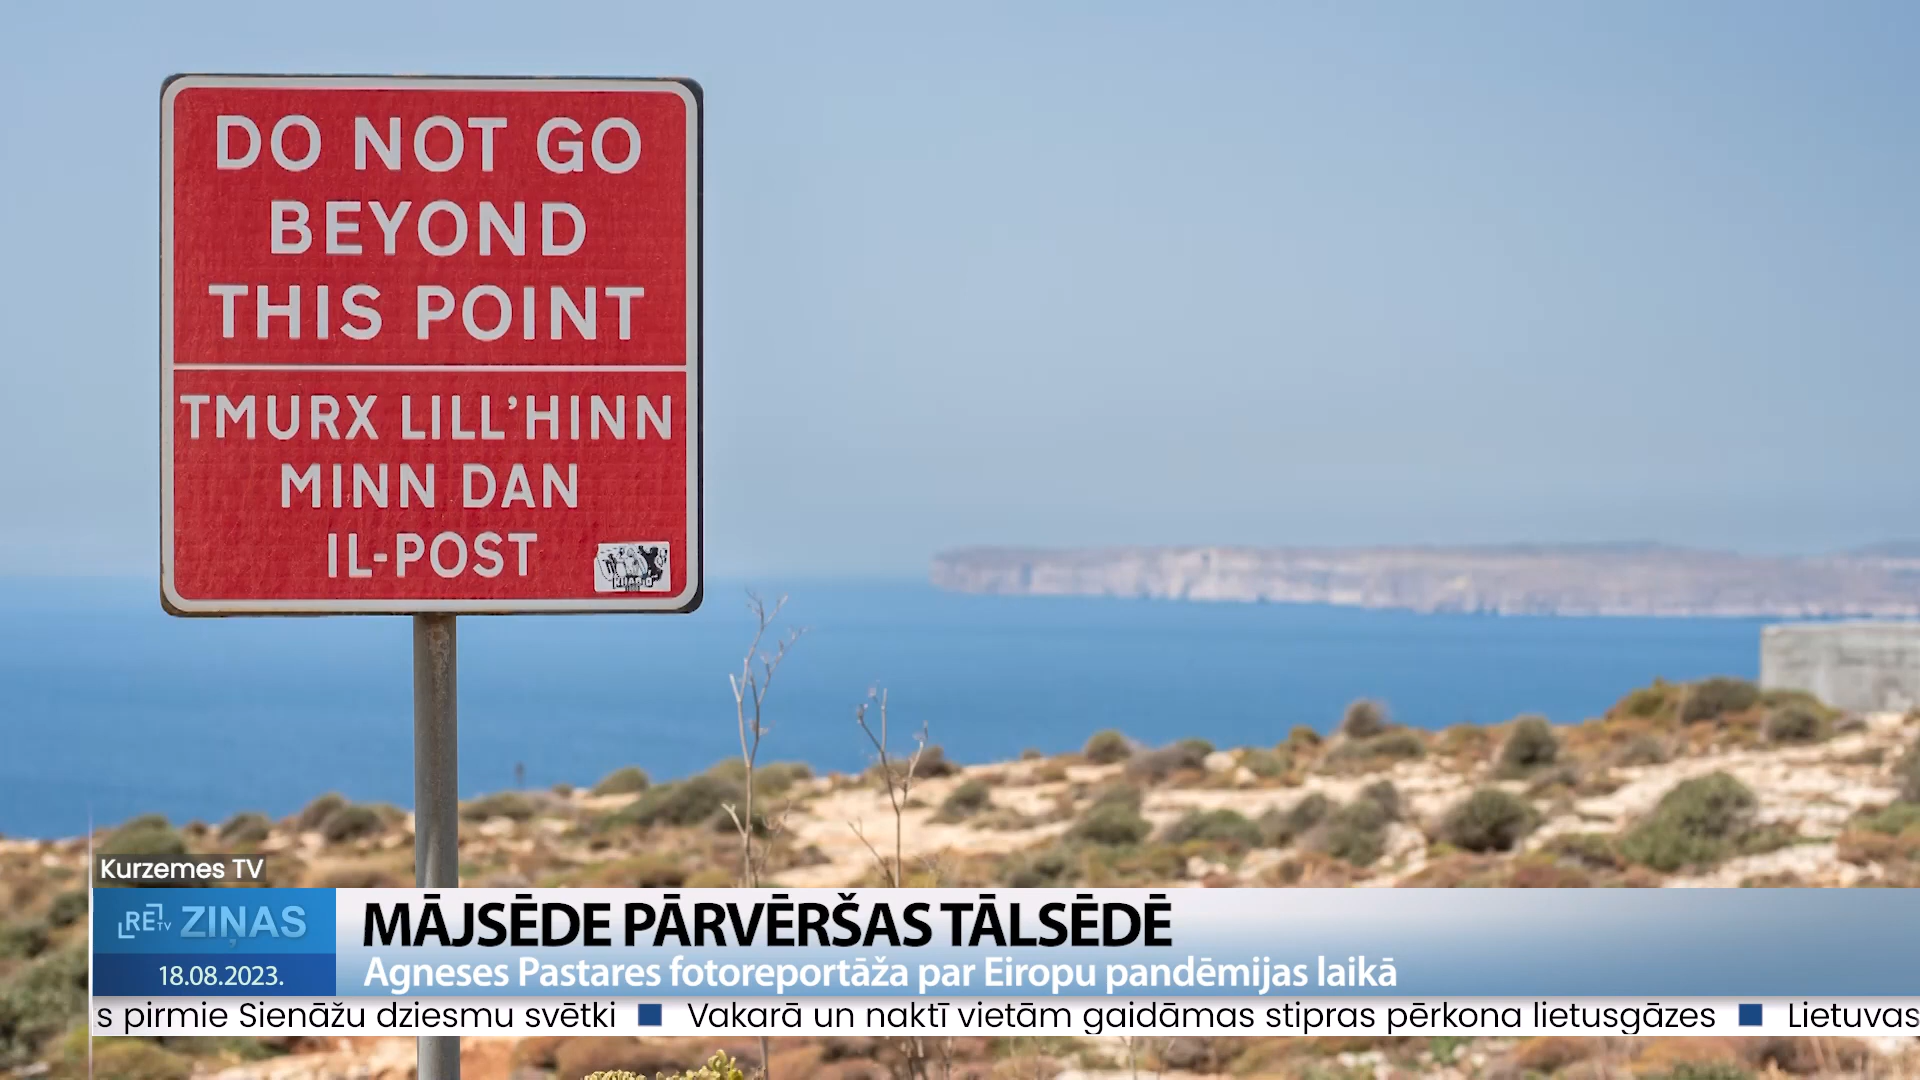 DO NOT GO
BEYOND
THIS POINT
TMURX LILL'HINN
MINN DAN
IL-POST
Kurzemes TV
RE TV ZIŅAS
18.08.2023.
MĀJSĒDE PĀRVĒRŠAS TĀLSĒDĒ
Agneses Pastares fotoreportāža par Eiropu pandēmijas laikā
s pirmie Sienāžu dziesmu svētki ■ Vakarā un naktī vietām gaidāmas stipras pērkona lietusgāzes ■ Lietuvas